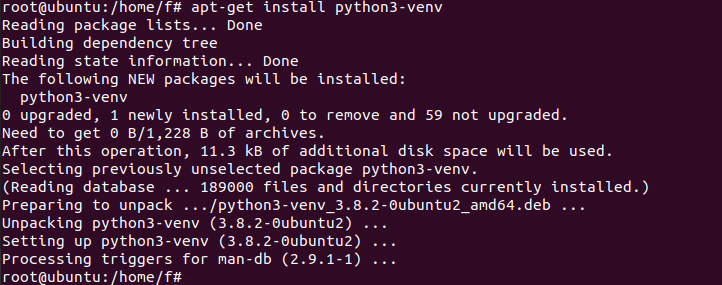 root@ubuntu:/home/f# apt-get install python3-venv
Reading package lists... Done
Building dependency tree
Reading state information... Done
The following NEW packages will be installed:
  python3-venv
0 upgraded, 1 newly installed, 0 to remove and 59 not upgraded.
Need to get 0 B/1,228 B of archives.
After this operation, 11.3 kB of additional disk space will be used.
Selecting previously unselected package python3-venv.
(Reading database ... 189000 files and directories currently installed.)
Preparing to unpack .../python3-venv_3.8.2-0ubuntu2_amd64.deb ...
Unpacking python3-venv (3.8.2-0ubuntu2) ...
Setting up python3-venv (3.8.2-0ubuntu2) ...
Processing triggers for man-db (2.9.1-1) ...
root@ubuntu:/home/f#